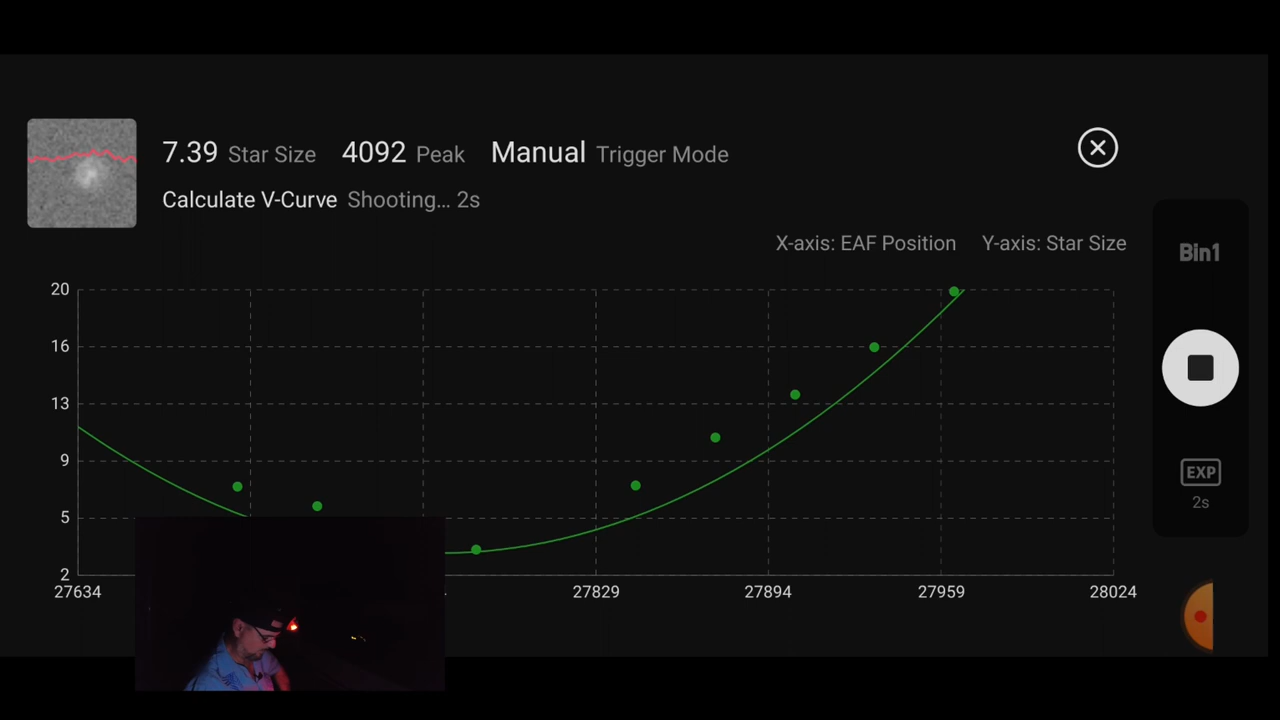 7.39 Star Size 4092 Peak Manual Trigger Mode
Calculate V-Curve Shooting... 2s
X-axis: EAF Position Y-axis: Star Size
Bin1
20
16
13
9
5
2
27634 27829 27894 27959 28024
EXP
2s